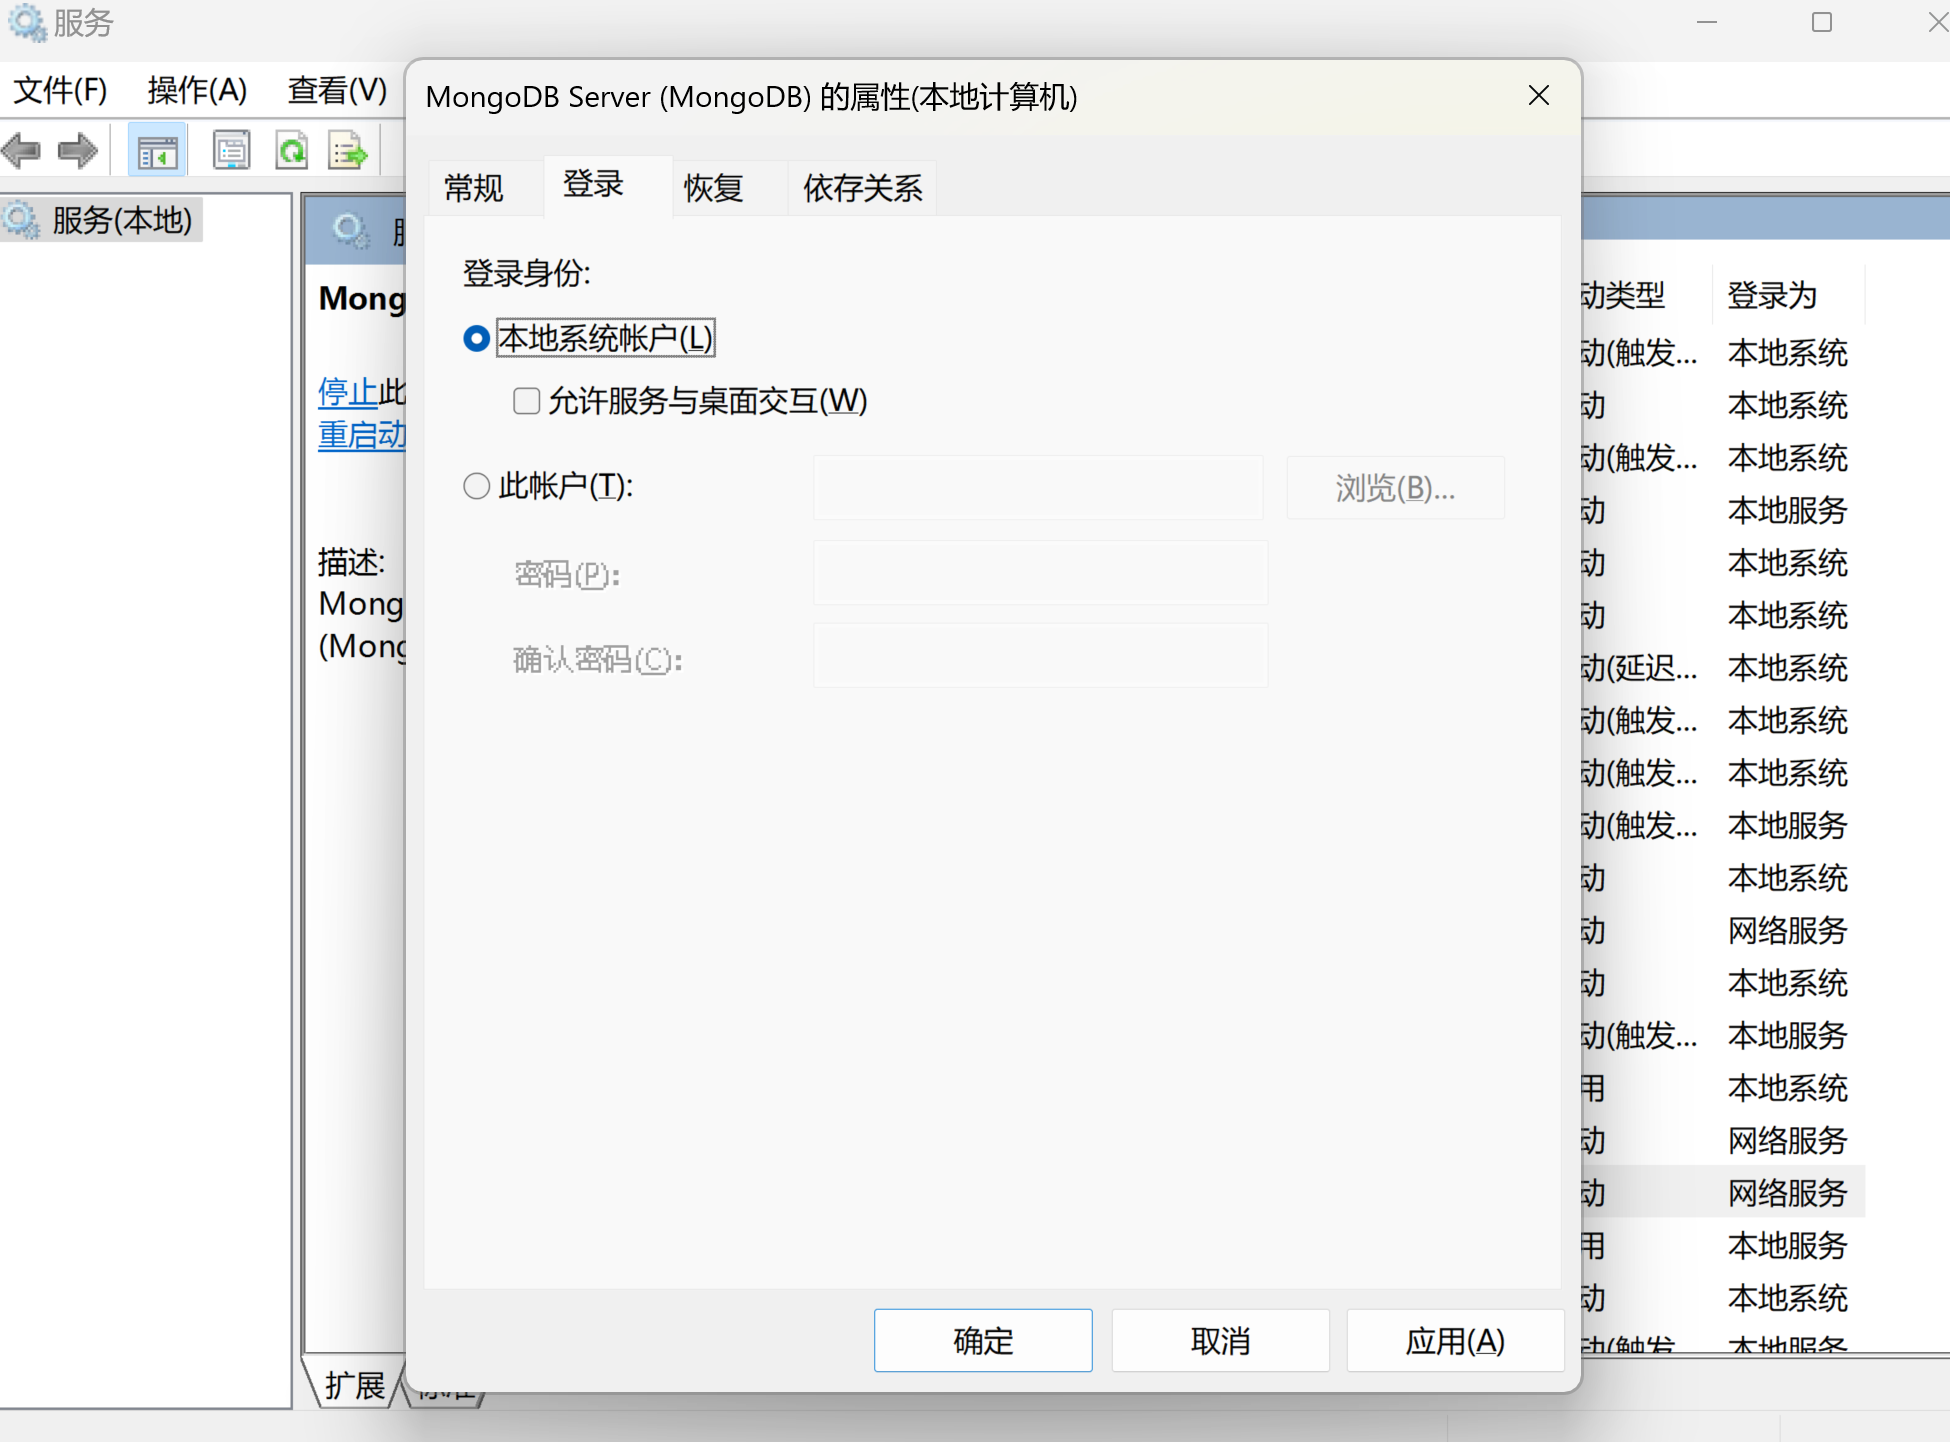 服务
文件(F) 操作(A) 查看(V)
服务(本地)
Mong
停止此
重启动
描述:
Mong
(Mong
扩展
MongoDB Server (MongoDB) 的属性(本地计算机)
常规 登录 恢复 依存关系
登录身份:
本地系统帐户(L)
允许服务与桌面交互(W)
此帐户(T): 浏览(B)...
密码(P):
确认密码(C):
确定 取消 应用(A)
动类型 登录为
动(触发... 本地系统
动 本地系统
动(触发... 本地系统
动 本地服务
动 本地系统
动 本地系统
动(延迟... 本地系统
动(触发... 本地系统
动(触发... 本地系统
动(触发... 本地服务
动 本地系统
动 网络服务
动 本地系统
动(触发... 本地服务
用 本地系统
动 网络服务
动 网络服务
用 本地服务
动 本地系统
动(触发 本地服务